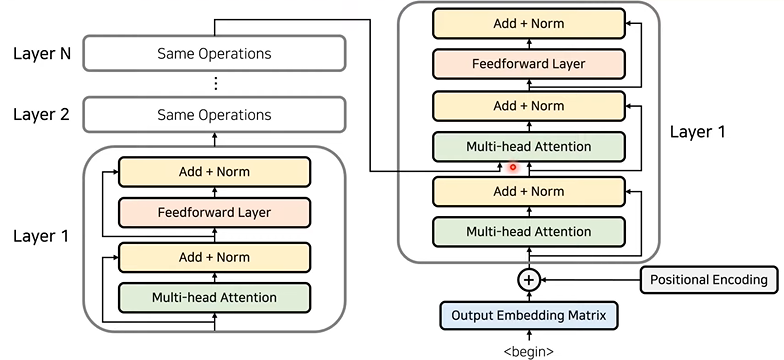 Layer N
Same Operations
Layer 2
Same Operations
Layer 1
Add + Norm
Feedforward Layer
Add + Norm
Multi-head Attention
Add + Norm
Feedforward Layer
Add + Norm
Multi-head Attention
Layer 1
Add + Norm
Multi-head Attention
+
Positional Encoding
Output Embedding Matrix
<begin>